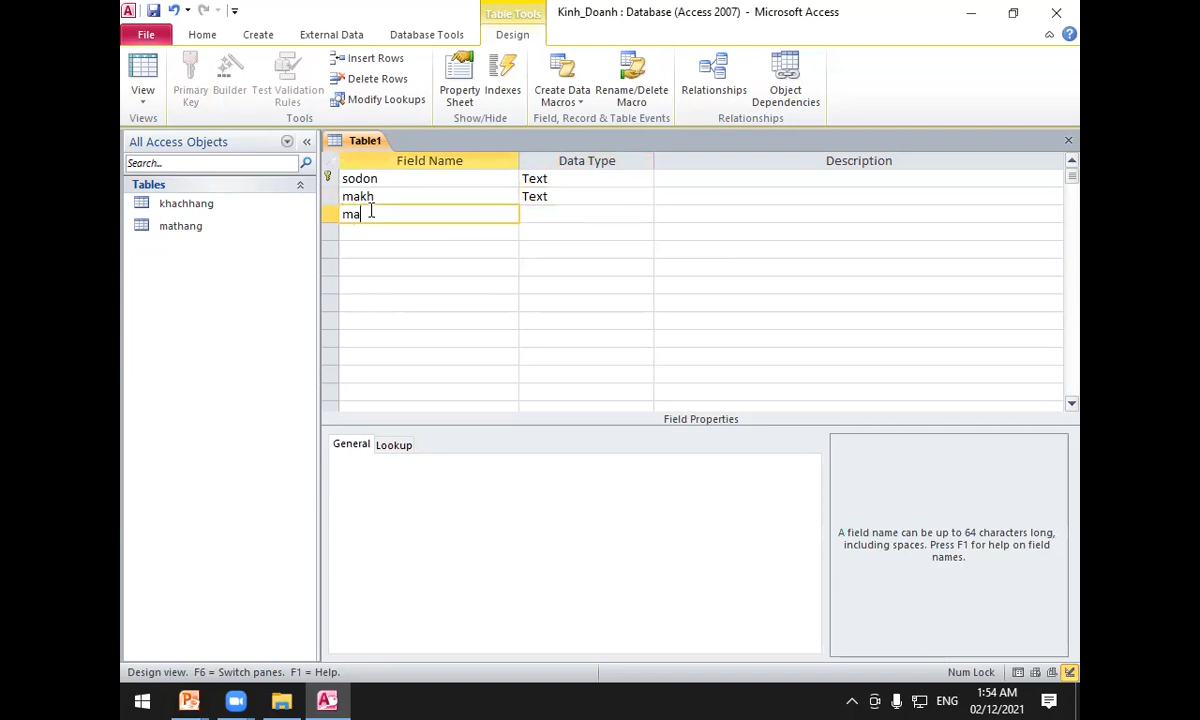 Table Tools
Kinh_Doanh : Database (Access 2007) - Microsoft Access
File
Home
Create
External Data
Database Tools
Design
View
Primary Key
Builder
Test Validation Rules
Insert Rows
Delete Rows
Modify Lookups
Property Sheet
Indexes
Create Data Macros
Rename/Delete Macro
Relationships
Object Dependencies
Views
Tools
Show/Hide
Field, Record & Table Events
Relationships
All Access Objects
Search...
Tables
khachhang
mathang
Table1
Field Name
Data Type
Description
sodon
Text
makh
Text
ma
Field Properties
General
Lookup
A field name can be up to 64 characters long,
including spaces. Press F1 for help on field
names.
Design view. F6 = Switch panes. F1 = Help.
Num Lock
ENG
1:54 AM
02/12/2021